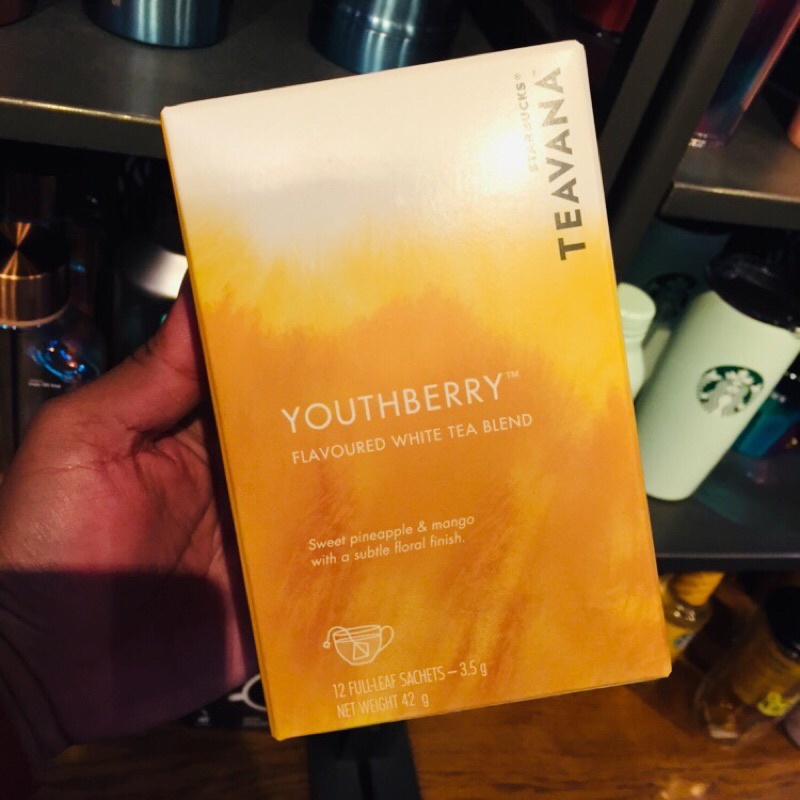 STARBUCKS®
TEAVANA™
YOUTHBERRY™
FLAVOURED WHITE TEA BLEND
Sweet pineapple & mango
with a subtle floral finish.
12 FULL-LEAF SACHETS – 3.5 g
NET WEIGHT 42 g